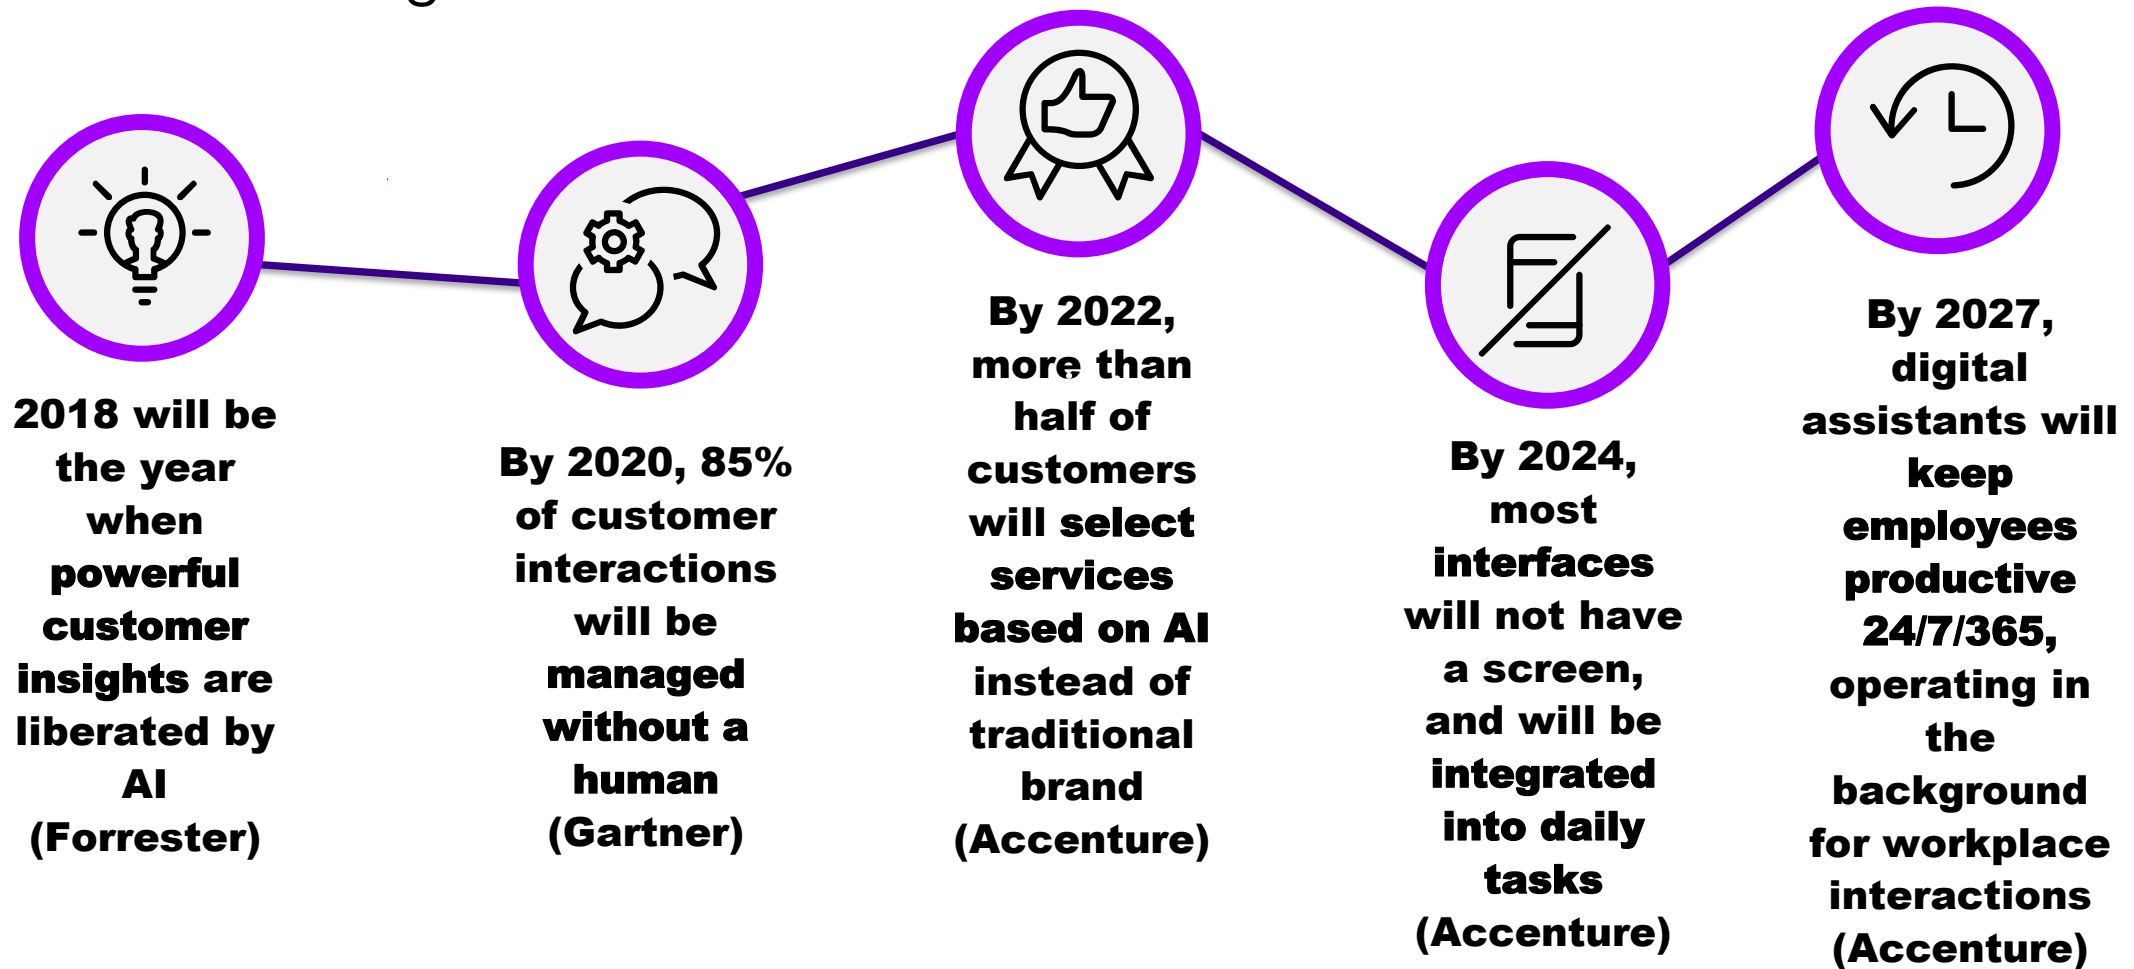 2018 will be
the year
when
powerful
customer
insights are
liberated by
AI
(Forrester)
By 2020, 85%
of customer
interactions
will be
managed
without a
human
(Gartner)
By 2022,
more than
half of
customers
will select
services
based on AI
instead of
traditional
brand
(Accenture)
By 2024,
most
interfaces
will not have
a screen,
and will be
integrated
into daily
tasks
(Accenture)
By 2027,
digital
assistants will
keep
employees
productive
24/7/365,
operating in
the
background
for workplace
interactions
(Accenture)